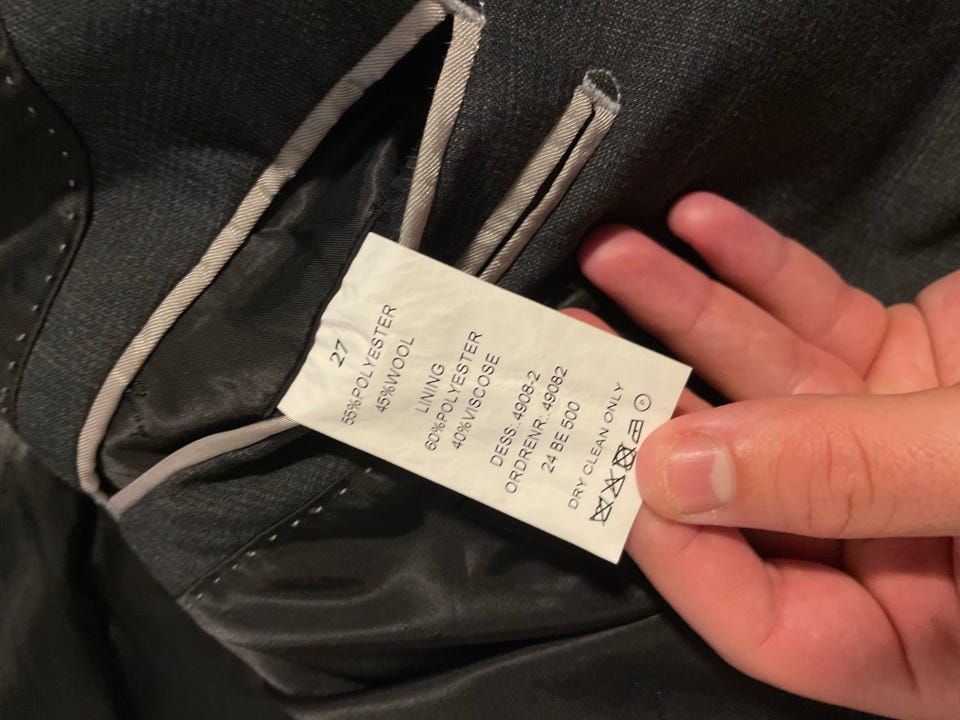 27
55%POLYESTER
45%WOOL
LINING
60%POLYESTER
40%VISCOSE
DESS.:4908-2
ORDRENR.:49082
24 BE 500
DRY CLEAN ONLY